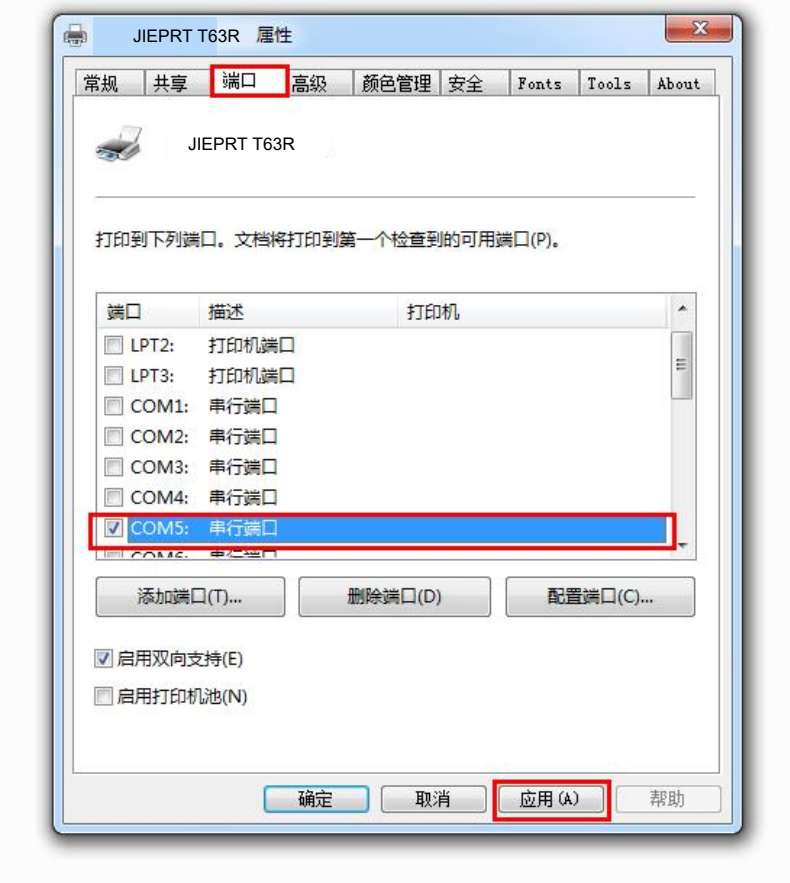 JIEPRT T63R 属性
常规 共享 端口 高级 颜色管理 安全 Fonts Tools About
JIEPRT T63R
打印到下列端口。文档将打印到第一个检查到的可用端口(P)。
端口 描述 打印机
LPT2: 打印机端口
LPT3: 打印机端口
COM1: 串行端口
COM2: 串行端口
COM3: 串行端口
COM4: 串行端口
COM5: 串行端口
COM6: 串行端口
添加端口(T)... 删除端口(D) 配置端口(C)...
启用双向支持(E)
启用打印机池(N)
确定 取消 应用(A) 帮助